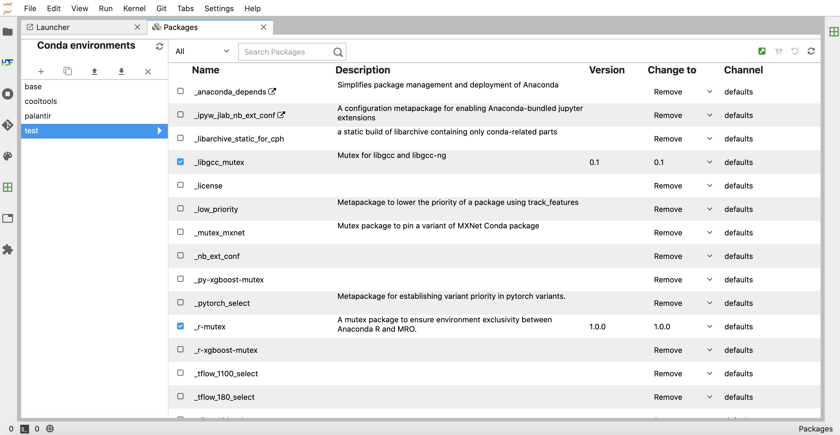 File Edit View Run Kernel Git Tabs Settings Help
Launcher Packages
Conda environments
base
cooltools
palantir
test
All Search Packages
Name Description Version Change to Channel
_anaconda_depends Simplifies package management and deployment of Anaconda Remove defaults
_ipyw_jlab_nb_ext_conf A configuration metapackage for enabling Anaconda-bundled jupyter
extensions Remove defaults
_libarchive_static_for_cph a static build of libarchive containing only conda-related parts Remove defaults
_libgcc_mutex Mutex for libgcc and libgcc-ng 0.1 0.1 defaults
_license Remove defaults
_low_priority Metapackage to lower the priority of a package using track_features Remove defaults
_mutex_mxnet Mutex package to pin a variant of MXNet Conda package Remove defaults
_nb_ext_conf Remove defaults
_py-xgboost-mutex Remove defaults
_pytorch_select Metapackage for establishing variant priority in pytorch variants. Remove defaults
_r-mutex A mutex package to ensure environment exclusivity between
Anaconda R and MRO. 1.0.0 1.0.0 defaults
_r-xgboost-mutex Remove defaults
_tflow_1100_select Remove defaults
_tflow_180_select Remove defaults
0 0 Packages